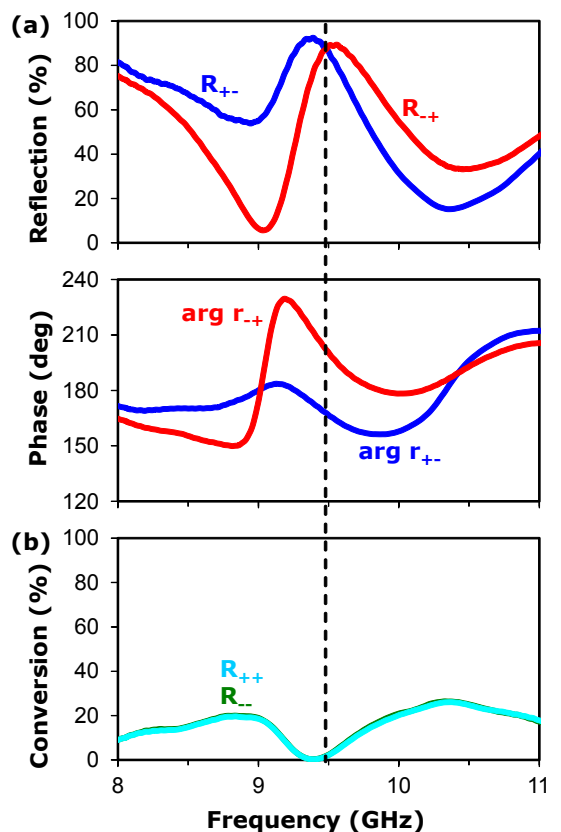 (a)
Reflection (%)
100
80
60
40
20
0
R+-
R-+
Phase (deg)
240
210
180
150
120
arg r-+
arg r+-
(b)
Conversion (%)
100
80
60
40
20
0
R++
R--
8
9
10
11
Frequency (GHz)